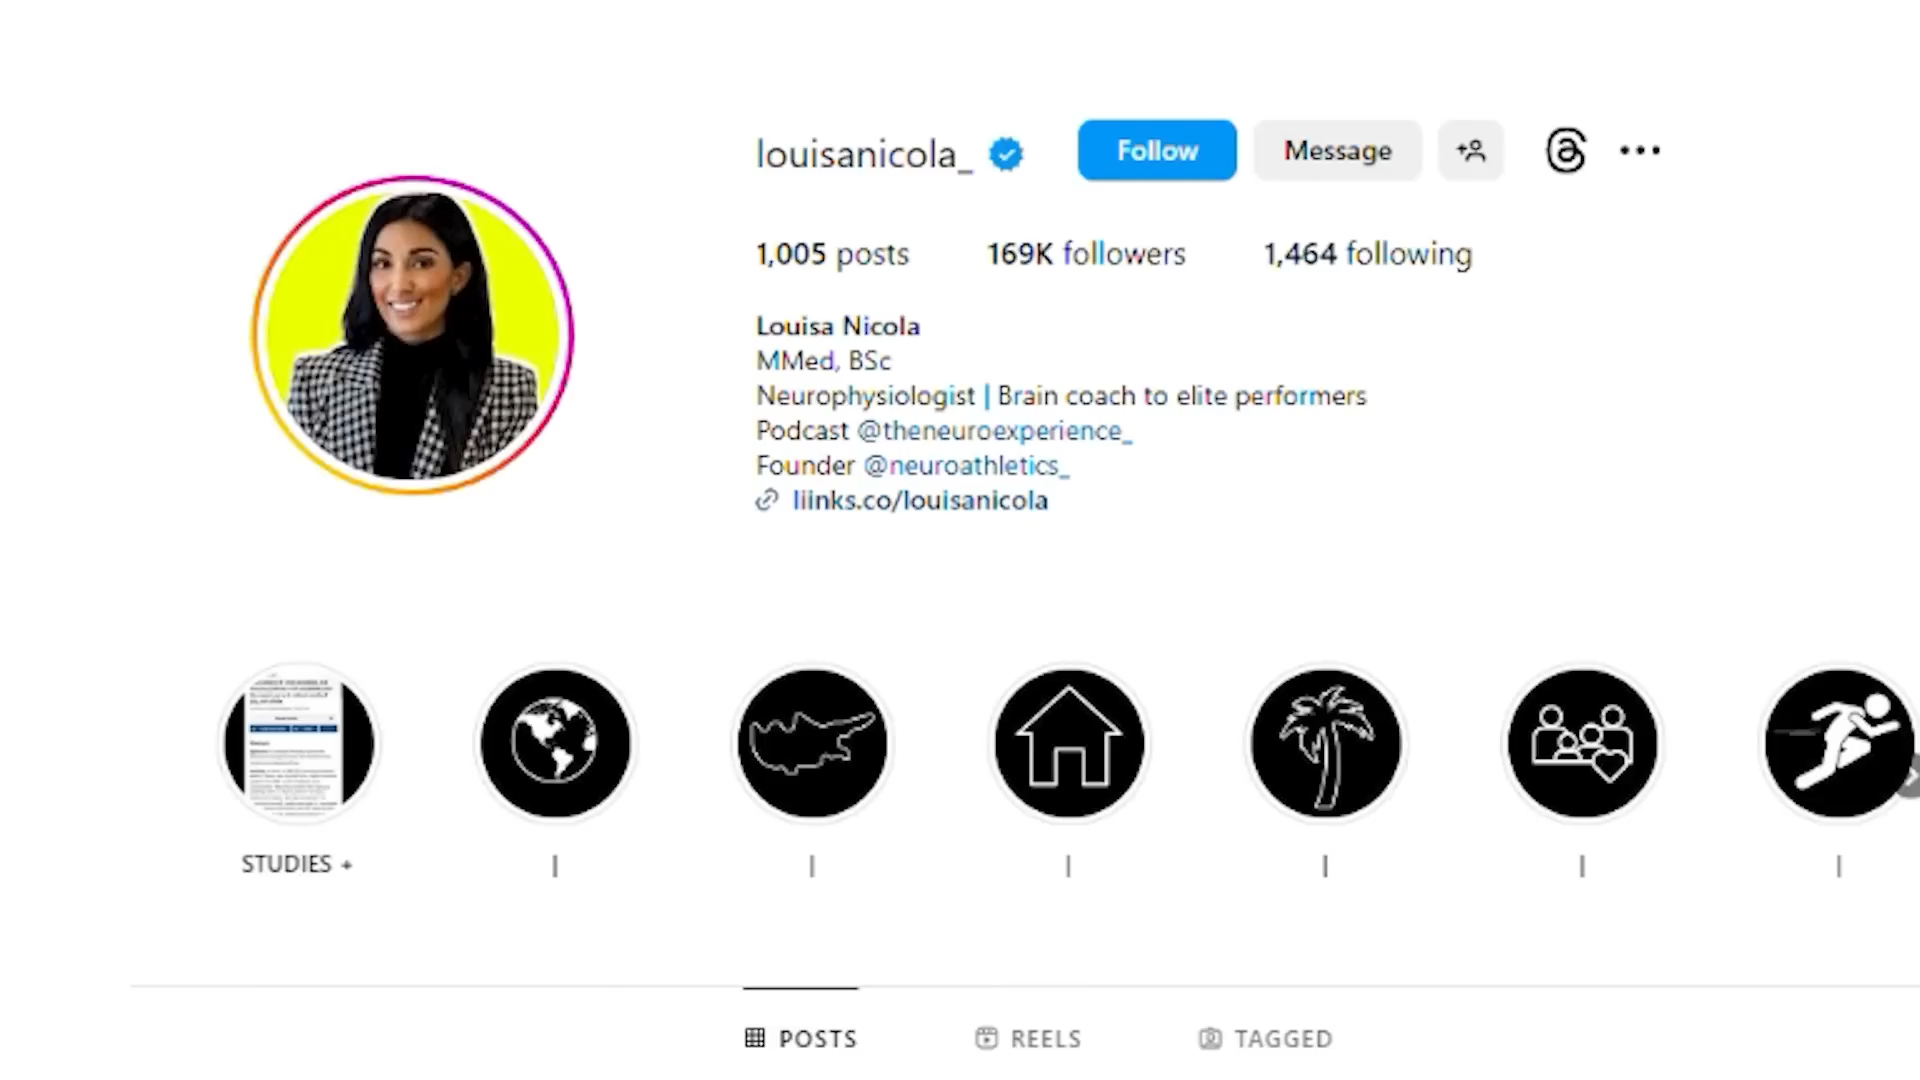 louisanicola_
Follow
Message
1,005 posts
169K followers
1,464 following
Louisa Nicola
MMed, BSc
Neurophysiologist | Brain coach to elite performers
Podcast @theneuroexperience_
Founder @neuroathletics_
liinks.co/louisanicola
STUDIES +
|
|
|
|
|
|
POSTS
REELS
TAGGED